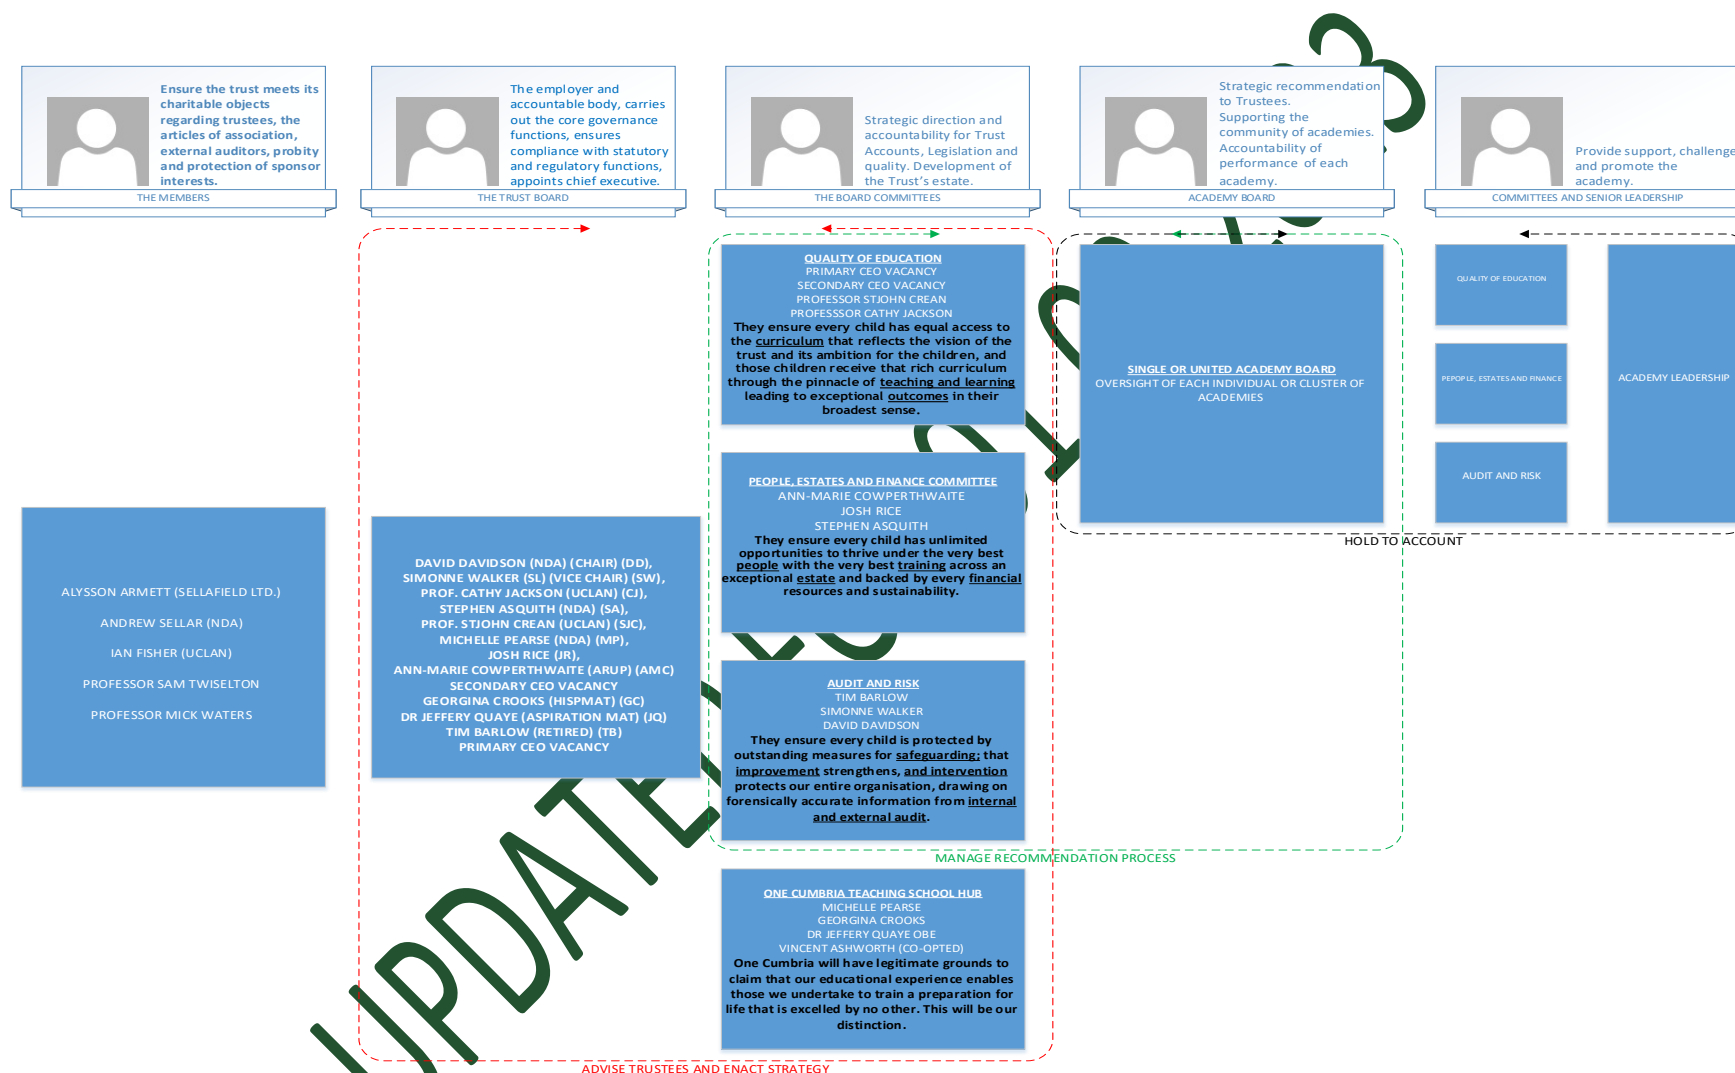 Ensure the trust meets its
charitable objects
regarding trustees, the
articles of association,
external auditors, probity
and protection of sponsor
interests.
THE MEMBERS
The employer and
accountable body, carries
out the core governance
functions, ensures
compliance with statutory
and regulatory functions,
appoints chief executive.
THE TRUST BOARD
Strategic direction and
accountability for Trust
Accounts, Legislation and
quality. Development of
the Trust's estate.
THE BOARD COMMITTEES
Strategic recommendation
to Trustees.
Supporting the
community of academies.
Accountability of
performance of each
academy.
ACADEMY BOARD
Provide support, challenge
and promote the
academy.
COMMITTEES AND SENIOR LEADERSHIP
ALYSSON ARMETT (SELLAFIELD LTD.)
ANDREW SELLAR (NDA)
IAN FISHER (UCLAN)
PROFESSOR SAM TWISELTON
PROFESSOR MICK WATERS
DAVID DAVIDSON (NDA) (CHAIR) (DD),
SIMONNE WALKER (SL) (VICE CHAIR) (SW),
PROF. CATHY JACKSON (UCLAN) (CJ),
STEPHEN ASQUITH (NDA) (SA),
PROF. STJOHN CREAN (UCLAN) (SJC),
MICHELLE PEARSE (NDA) (MP),
JOSH RICE (JR),
ANN-MARIE COWPERTHWAITE (ARUP) (AMC)
SECONDARY CEO VACANCY
GEORGINA CROOKS (HISPMAT) (GC)
DR JEFFERY QUAYE (ASPIRATION MAT) (JQ)
TIM BARLOW (RETIRED) (TB)
PRIMARY CEO VACANCY
QUALITY OF EDUCATION
PRIMARY CEO VACANCY
SECONDARY CEO VACANCY
PROFESSOR STJOHN CREAN
PROFESSSOR CATHY JACKSON
They ensure every child has equal access to
the curriculum that reflects the vision of the
trust and its ambition for the children, and
those children receive that rich curriculum
through the pinnacle of teaching and learning
leading to exceptional outcomes in their
broadest sense.
PEOPLE, ESTATES AND FINANCE COMMITTEE
ANN-MARIE COWPERTHWAITE
JOSH RICE
STEPHEN ASQUITH
They ensure every child has unlimited
opportunities to thrive under the very best
people with the very best training across an
exceptional estate and backed by every financial
resources and sustainability.
AUDIT AND RISK
TIM BARLOW
SIMONNE WALKER
DAVID DAVIDSON
They ensure every child is protected by
outstanding measures for safeguarding; that
improvement strengthens, and intervention
protects our entire organisation, drawing on
forensically accurate information from internal
and external audit.
MANAGE RECOMMENDATION PROCESS
ONE CUMBRIA TEACHING SCHOOL HUB
MICHELLE PEARSE
GEORGINA CROOKS
DR JEFFERY QUAYE OBE
VINCENT ASHWORTH (CO-OPTED)
One Cumbria will have legitimate grounds to
claim that our educational experience enables
those we undertake to train a preparation for
life that is excelled by no other. This will be our
distinction.
ADVISE TRUSTEES AND ENACT STRATEGY
SINGLE OR UNITED ACADEMY BOARD
OVERSIGHT OF EACH INDIVIDUAL OR CLUSTER OF
ACADEMIES
HOLD TO ACCOUNT
QUALITY OF EDUCATION
PEPOPLE, ESTATES AND FINANCE
AUDIT AND RISK
ACADEMY LEADERSHIP